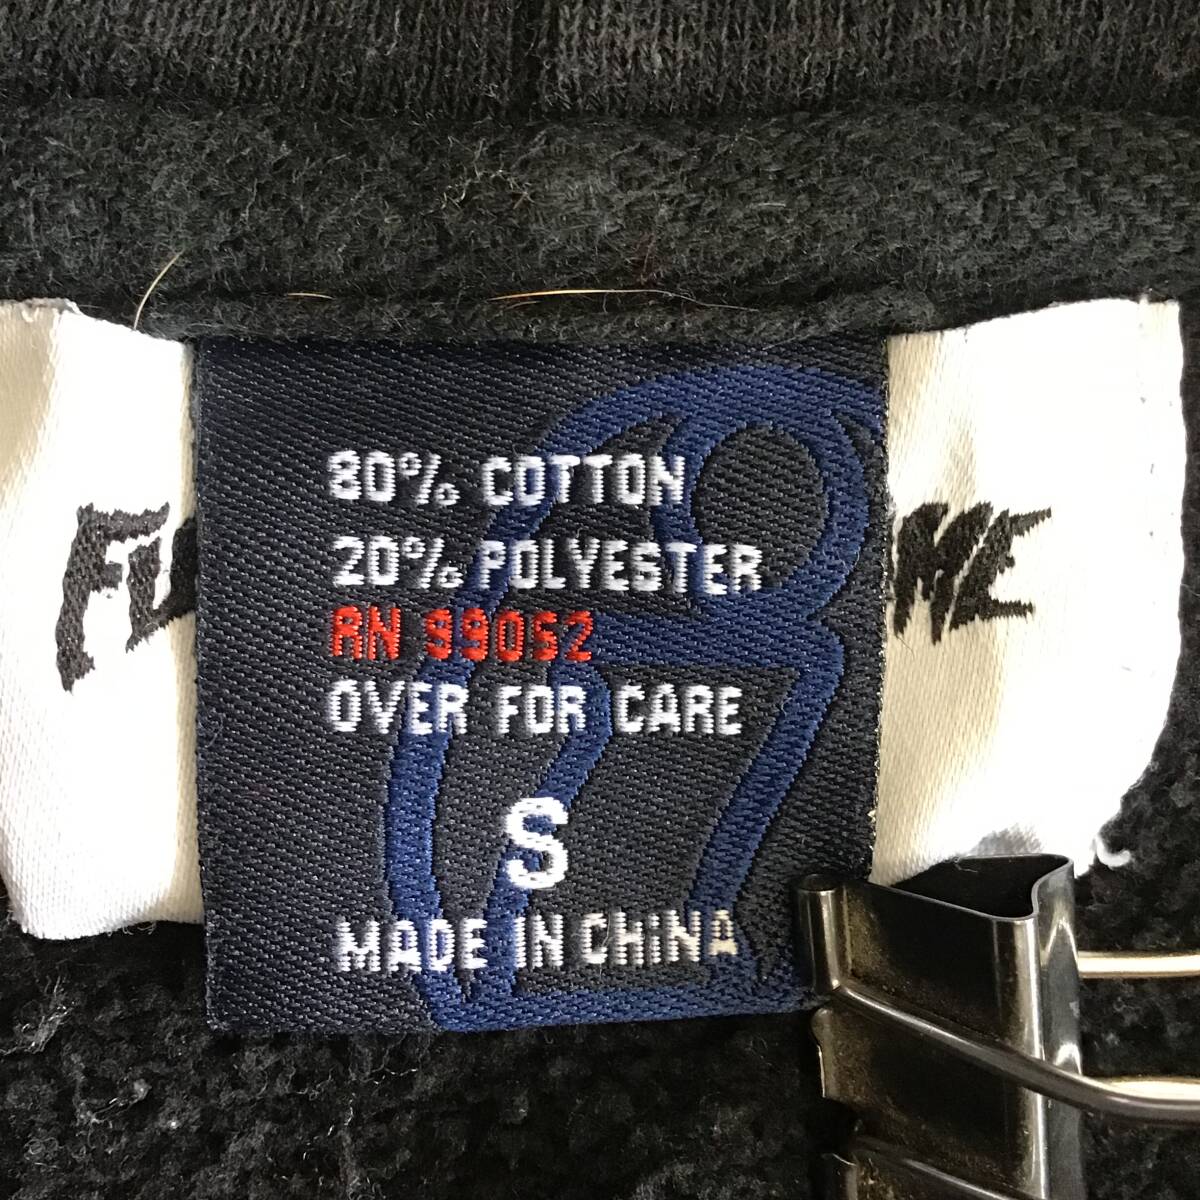 80% COTTON
20% POLYESTER
RN 99052
OVER FOR CARE
S
MADE IN CHINA